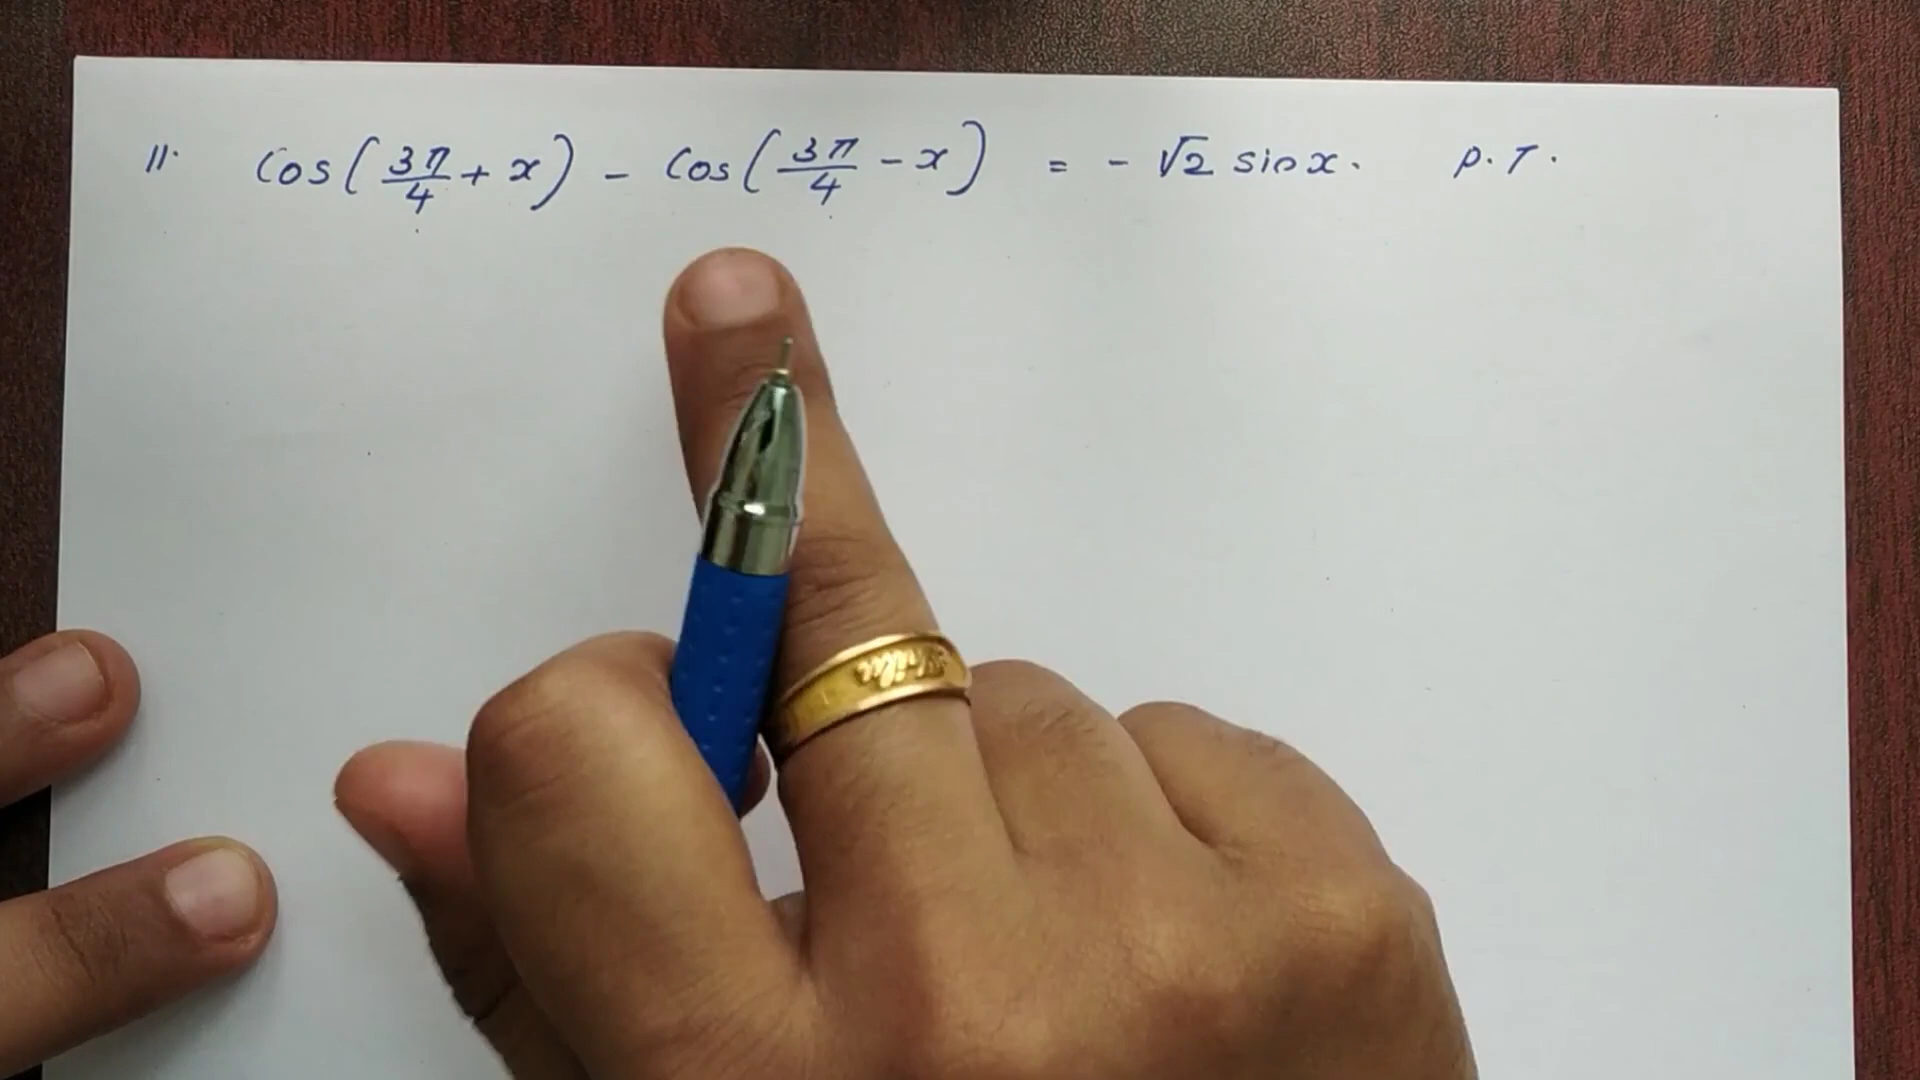 11. Cos(3π/4 + x) - Cos(3π/4 - x) = - √2 sin x. P.T.